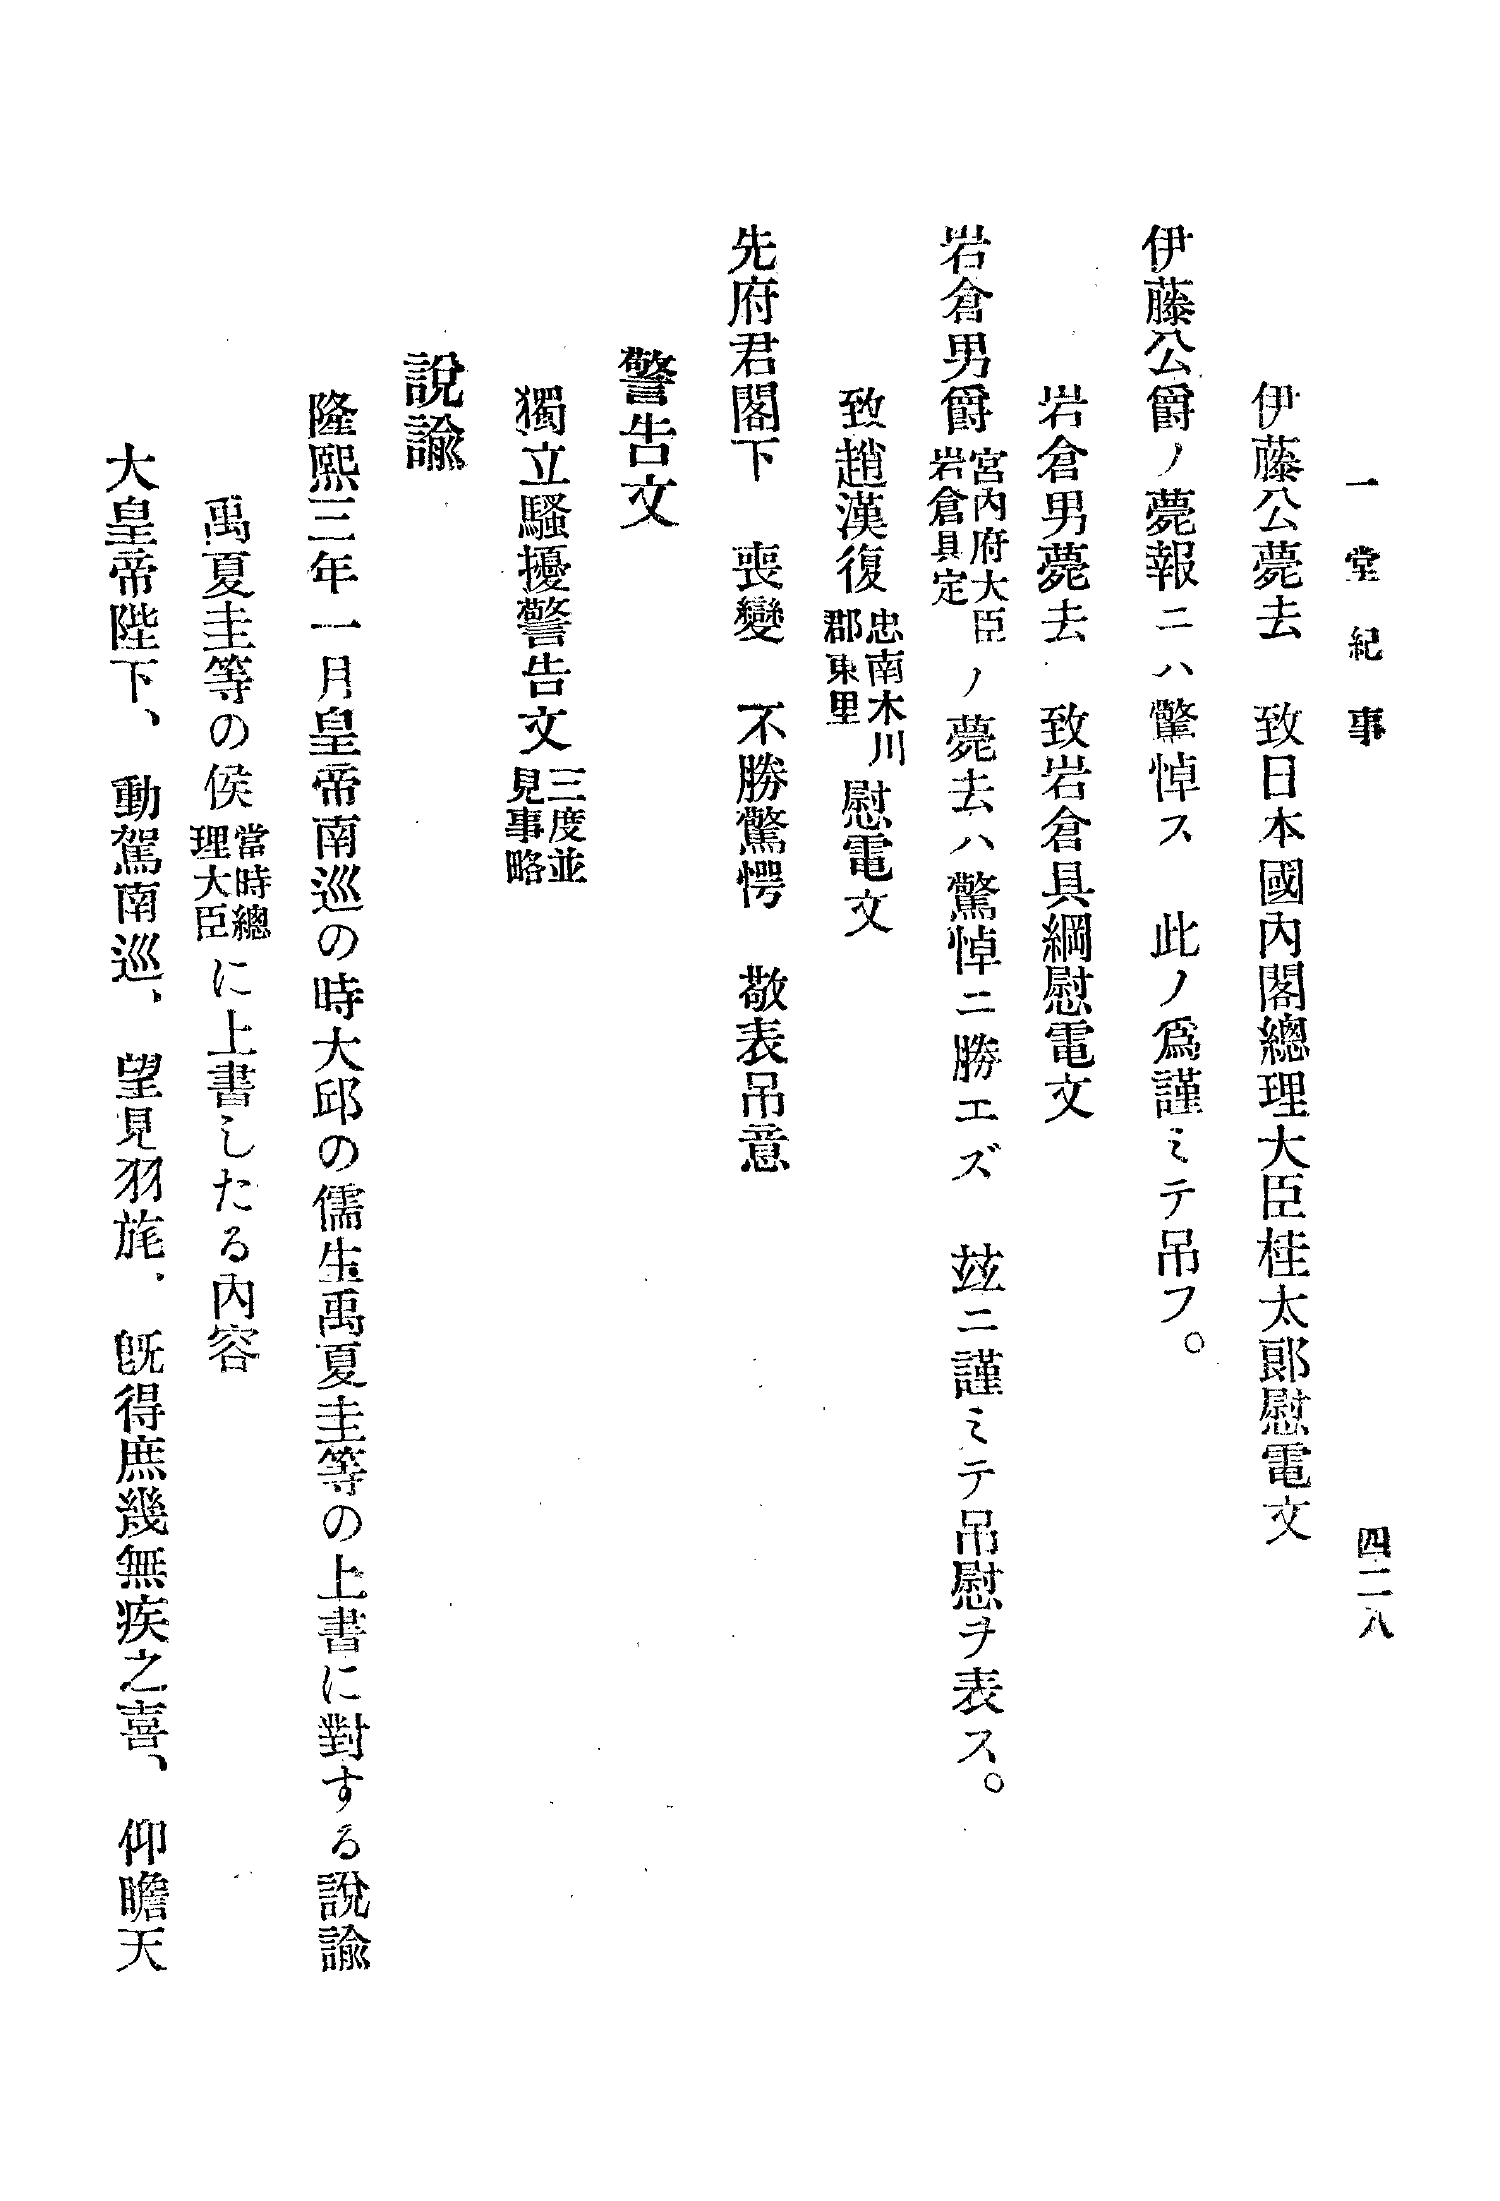 一堂紀事
四二八
伊藤公薨去　致日本國內閣總理大臣桂太郞慰電文
伊藤公爵ノ薨報ニハ驚悼ス　此ノ爲謹ミテ吊フ。
岩倉男薨去　致岩倉具綱慰電文
岩倉男爵宮內府大臣岩倉具定ノ薨去ハ驚悼ニ勝エズ　玆ニ謹ミテ吊慰ヲ表ス。
致趙漢復忠南木川郡東里慰電文
先府君閣下　喪變　不勝驚愕　敬表吊意
警告文
獨立騷擾警告文三度並見事略
說諭
隆熙三年一月皇帝南巡の時大邱の儒生禹夏圭等の上書に對する說諭
禹夏圭等の侯當時總理大臣に上書したる內容
大皇帝陛下、動駕南巡、望見羽旄、旣得庶幾無疾之喜、仰瞻天